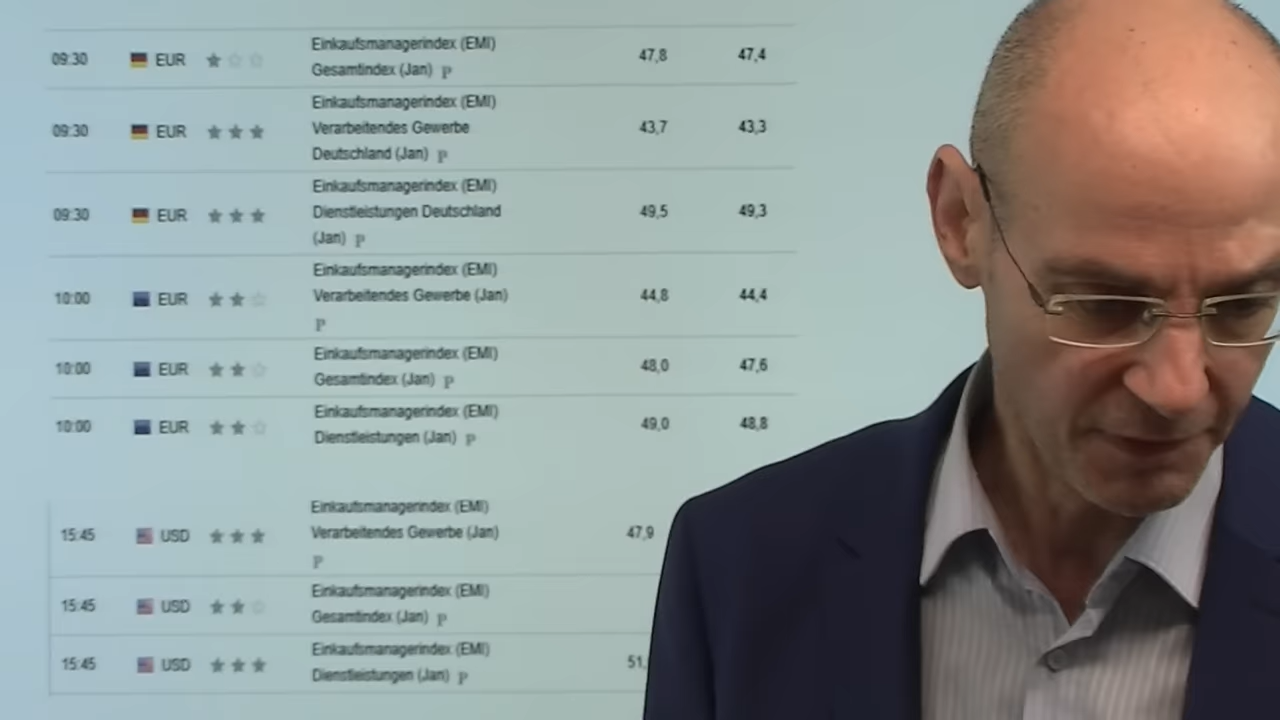 09:30 EUR Einkaufsmanagerindex (EMI) 47,8 47,4
Gesamtindex (Jan) P
09:30 EUR Einkaufsmanagerindex (EMI) 43,7 43,3
Verarbeitendes Gewerbe
Deutschland (Jan) P
09:30 EUR Einkaufsmanagerindex (EMI) 49,5 49,3
Dienstleistungen Deutschland
(Jan) P
10:00 EUR Einkaufsmanagerindex (EMI) 44,8 44,4
Verarbeitendes Gewerbe (Jan)
P
10:00 EUR Einkaufsmanagerindex (EMI) 48,0 47,6
Gesamtindex (Jan) P
10:00 EUR Einkaufsmanagerindex (EMI) 49,0 48,8
Dienstleistungen (Jan) P
15:45 USD Einkaufsmanagerindex (EMI) 47,9
Verarbeitendes Gewerbe (Jan)
P
15:45 USD Einkaufsmanagerindex (EMI)
Gesamtindex (Jan) P
15:45 USD Einkaufsmanagerindex (EMI) 51,
Dienstleistungen (Jan) P